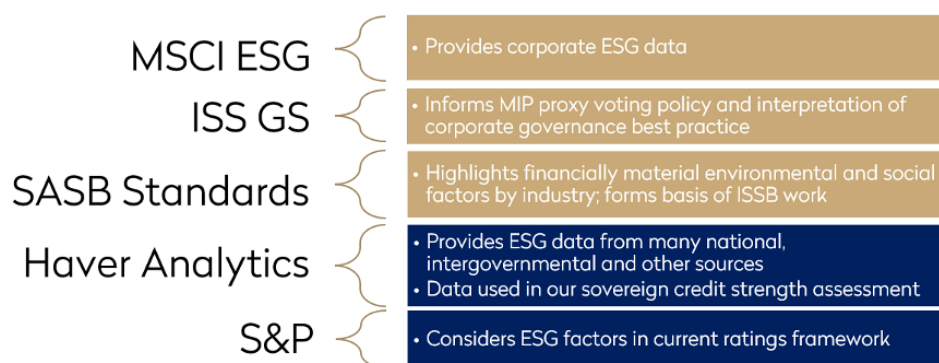 MSCI ESG
• Provides corporate ESG data
ISS GS
• Informs MIP proxy voting policy and interpretation of
corporate governance best practice
SASB Standards
• Highlights financially material environmental and social
factors by industry; forms basis of ISSB work
Haver Analytics
• Provides ESG data from many national,
intergovernmental and other sources
• Data used in our sovereign credit strength assessment
S&P
• Considers ESG factors in current ratings framework